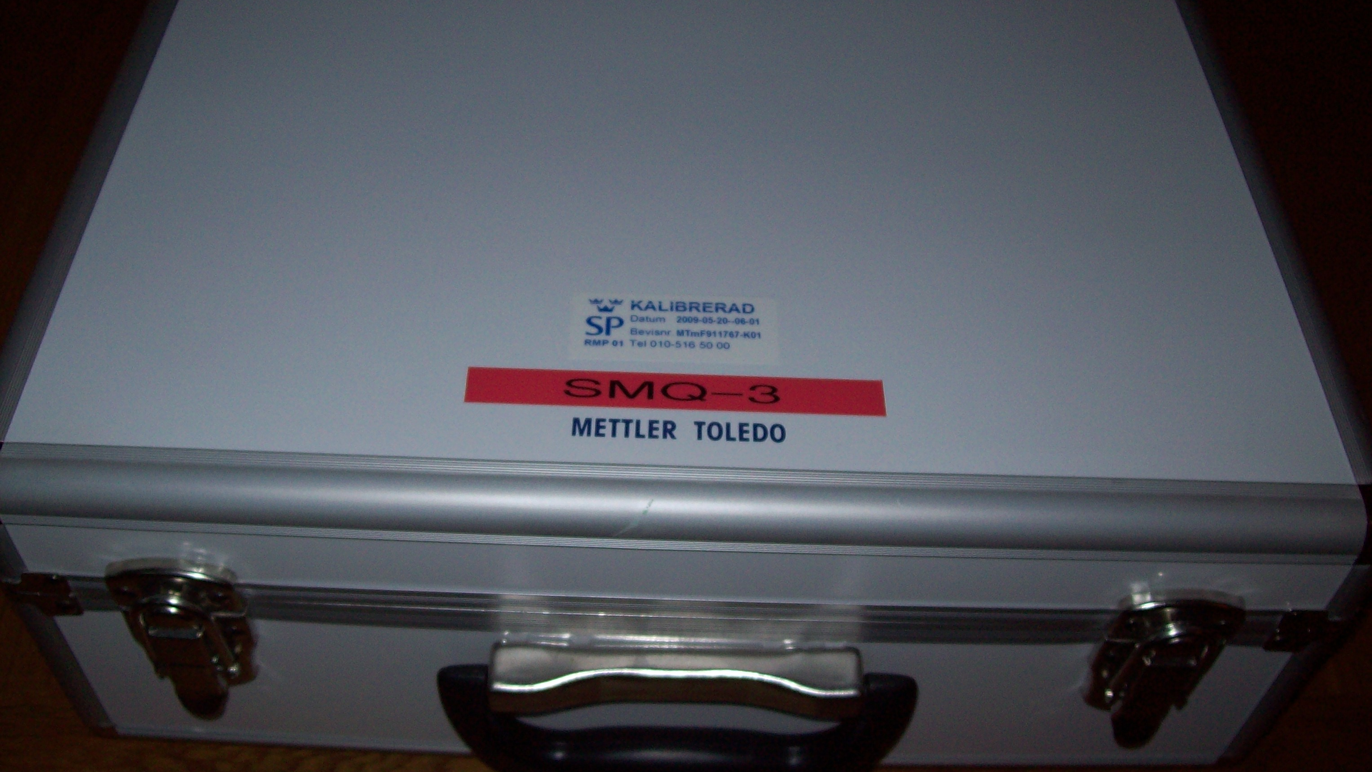 KALIBRERAD
SP Datum 2009-05-20--06-01
Bevisnr MTmF911767-K01
RMP 01 Tel 010-516 50 00
SMQ-3
METTLER TOLEDO